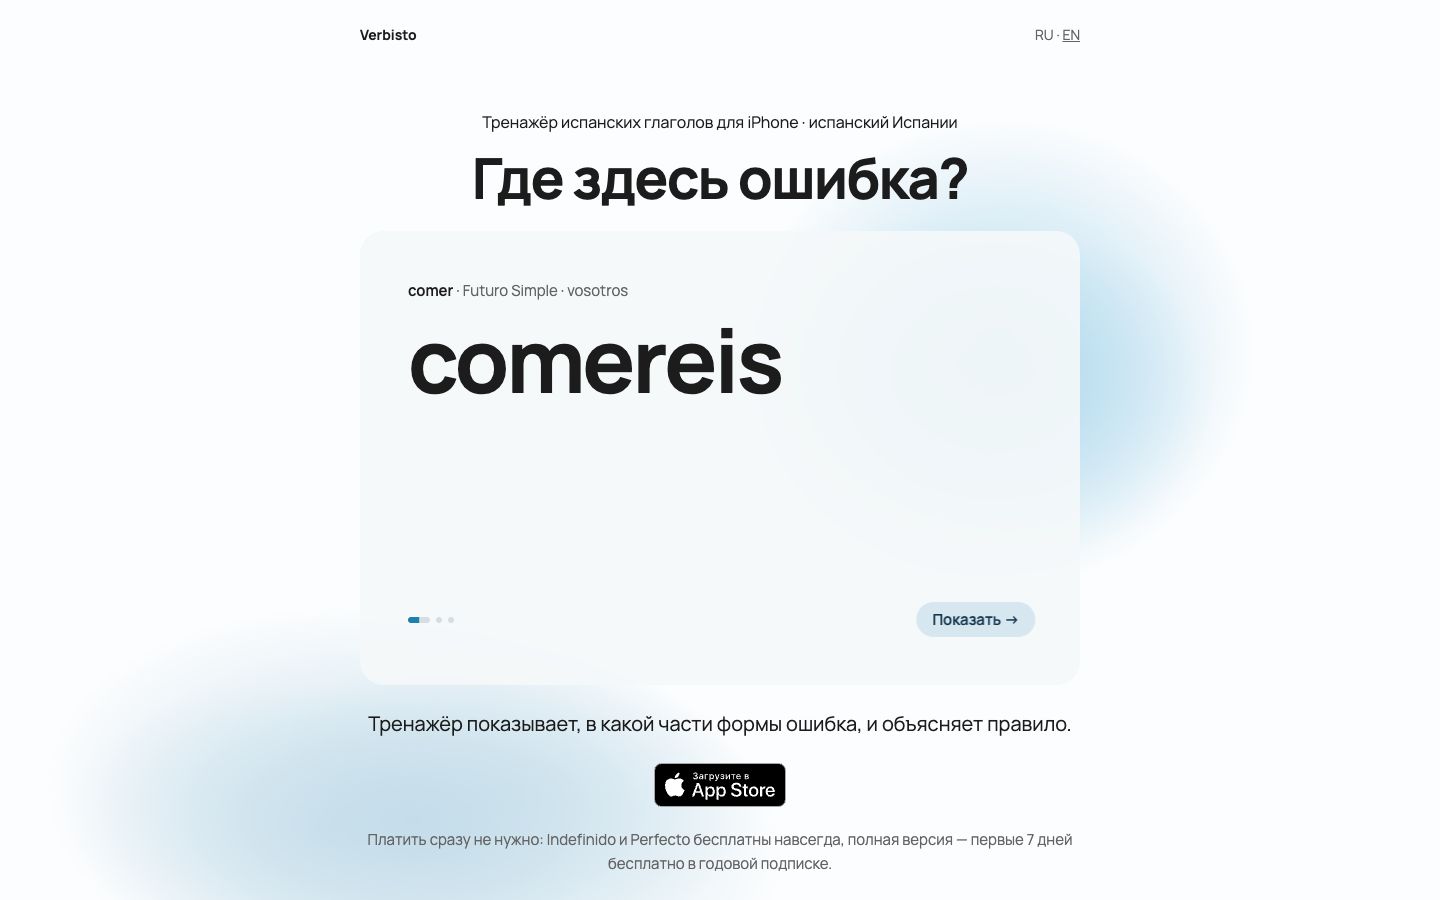 Verbisto
RU · EN
Тренажёр испанских глаголов для iPhone · испанский Испании
Где здесь ошибка?
comer · Futuro Simple · vosotros
comereis
Показать →
Тренажёр показывает, в какой части формы ошибка, и объясняет правило.
Загрузите в
App Store
Платить сразу не нужно: Indefinido и Perfecto бесплатны навсегда, полная версия — первые 7 дней
бесплатно в годовой подписке.